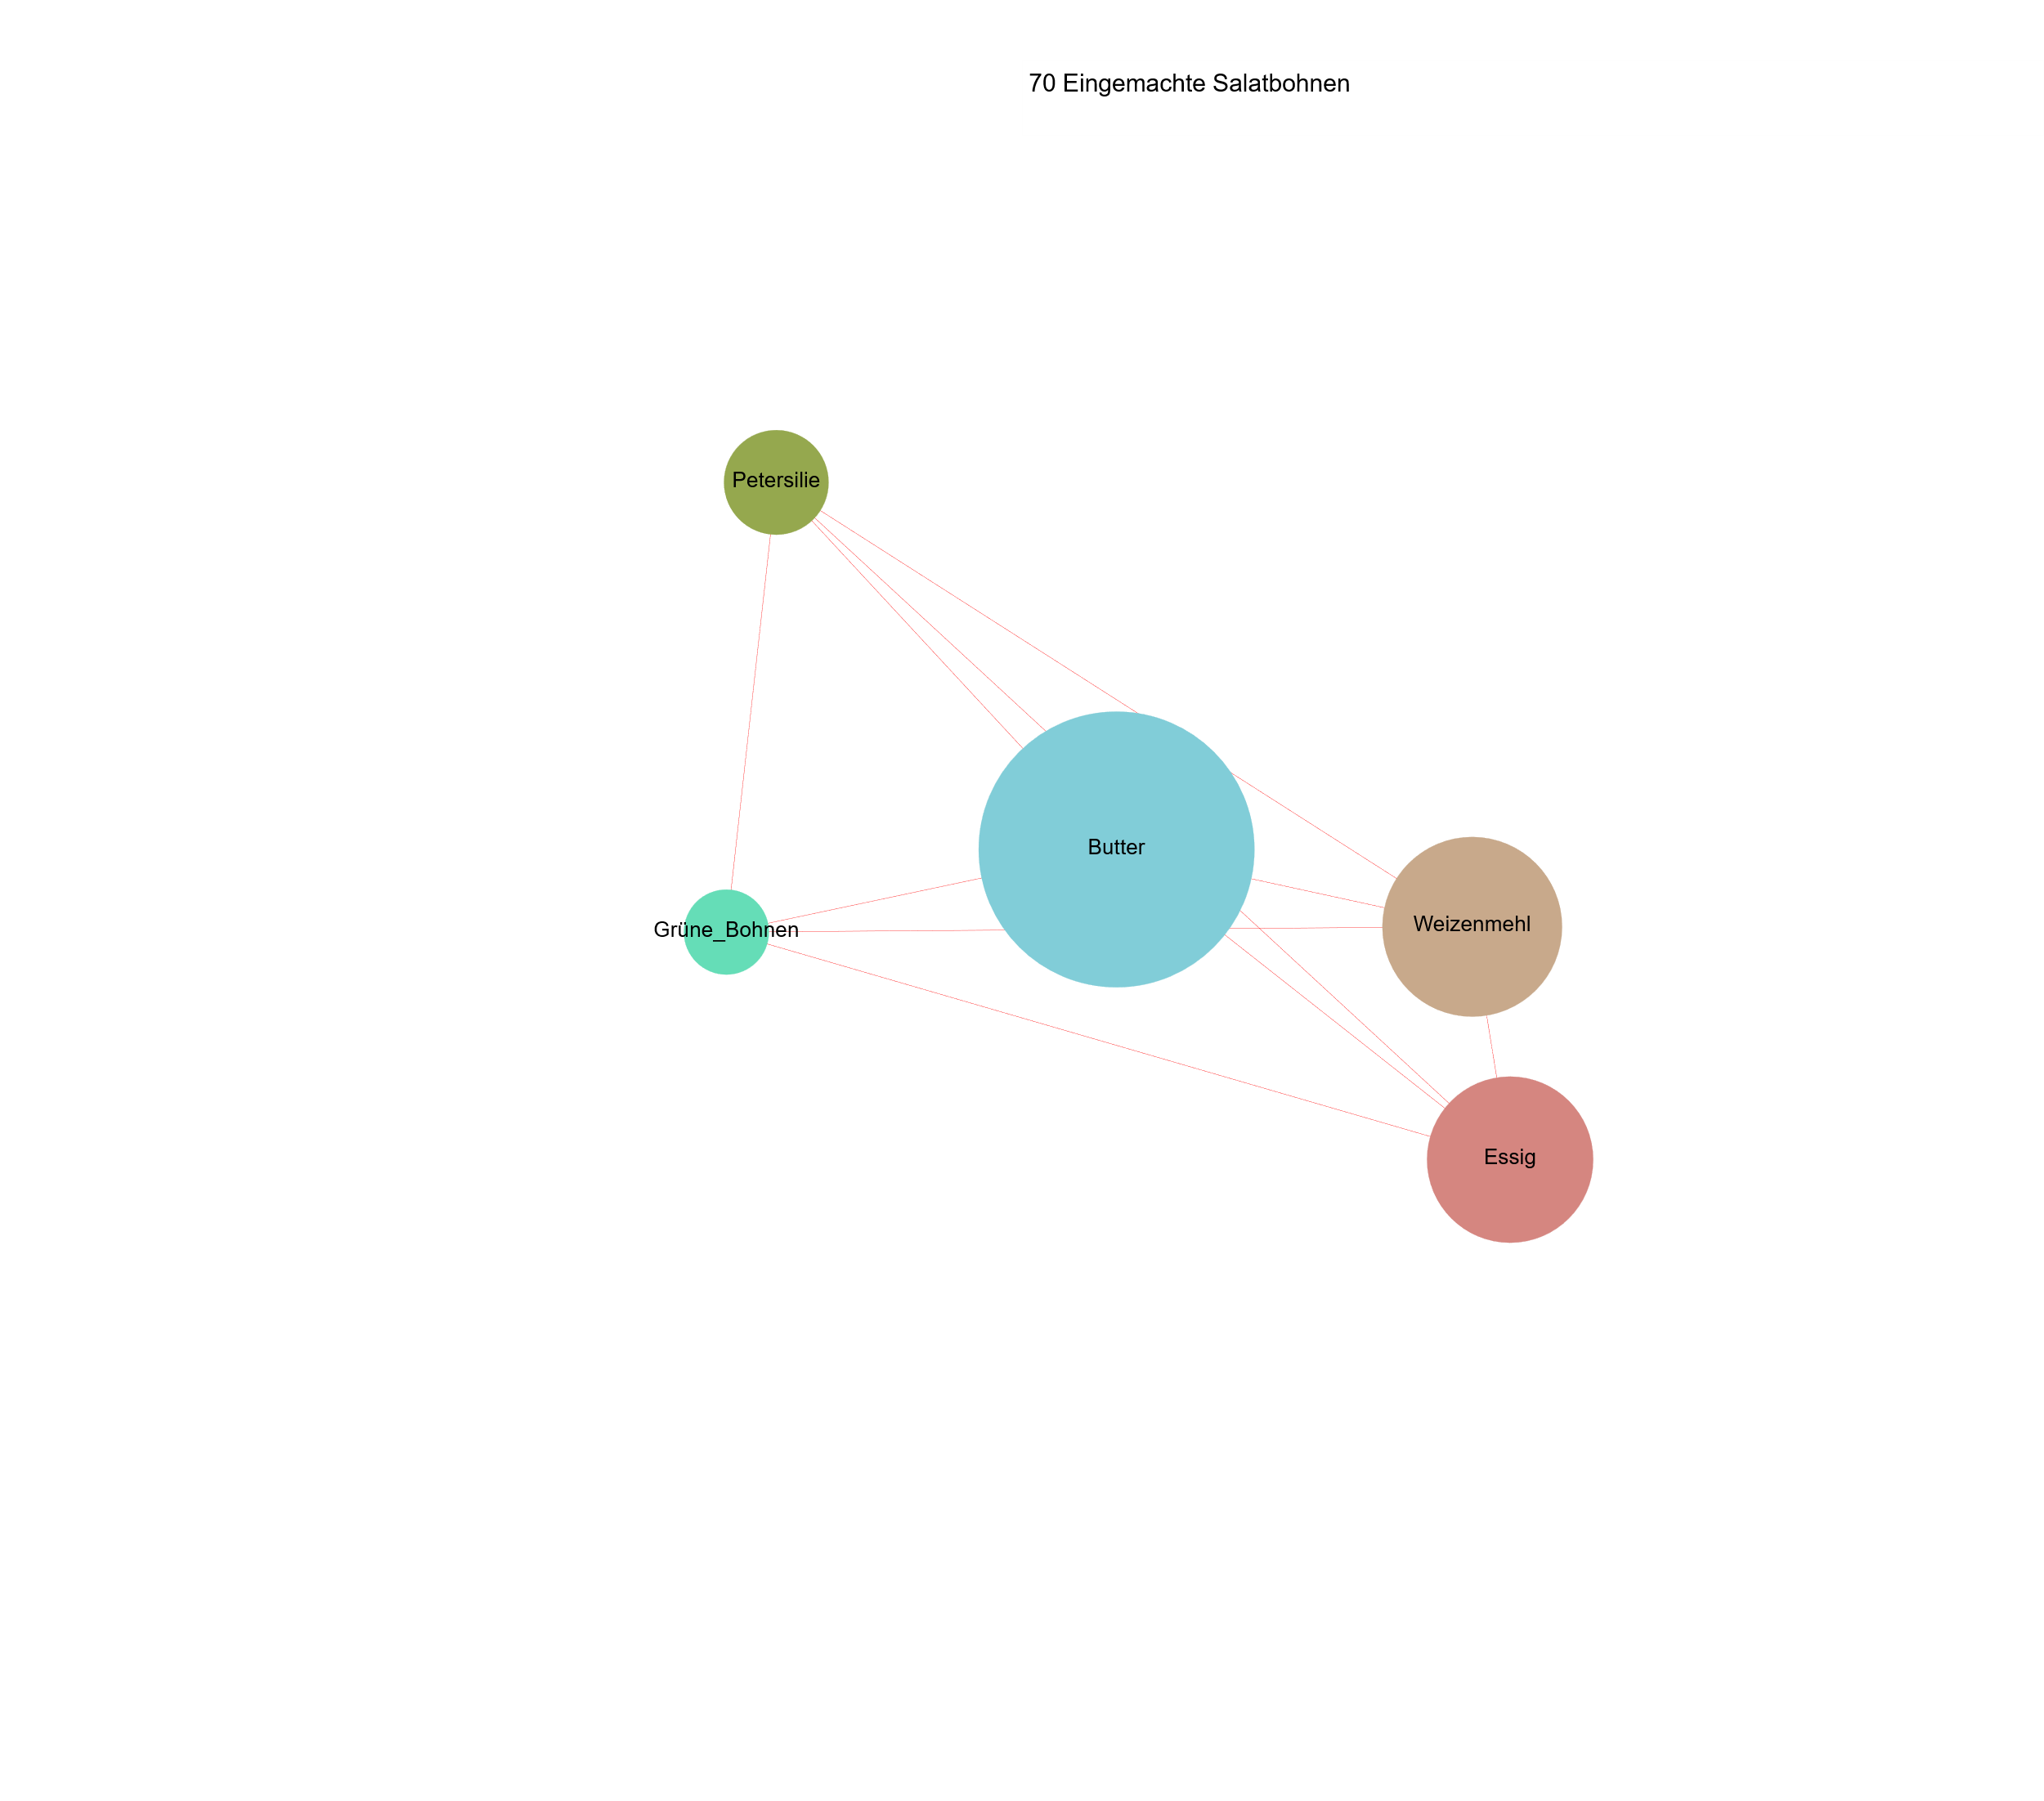 70 Eingemachte Salatbohnen
Petersilie
Butter
Weizenmehl
Grüne_Bohnen
Essig